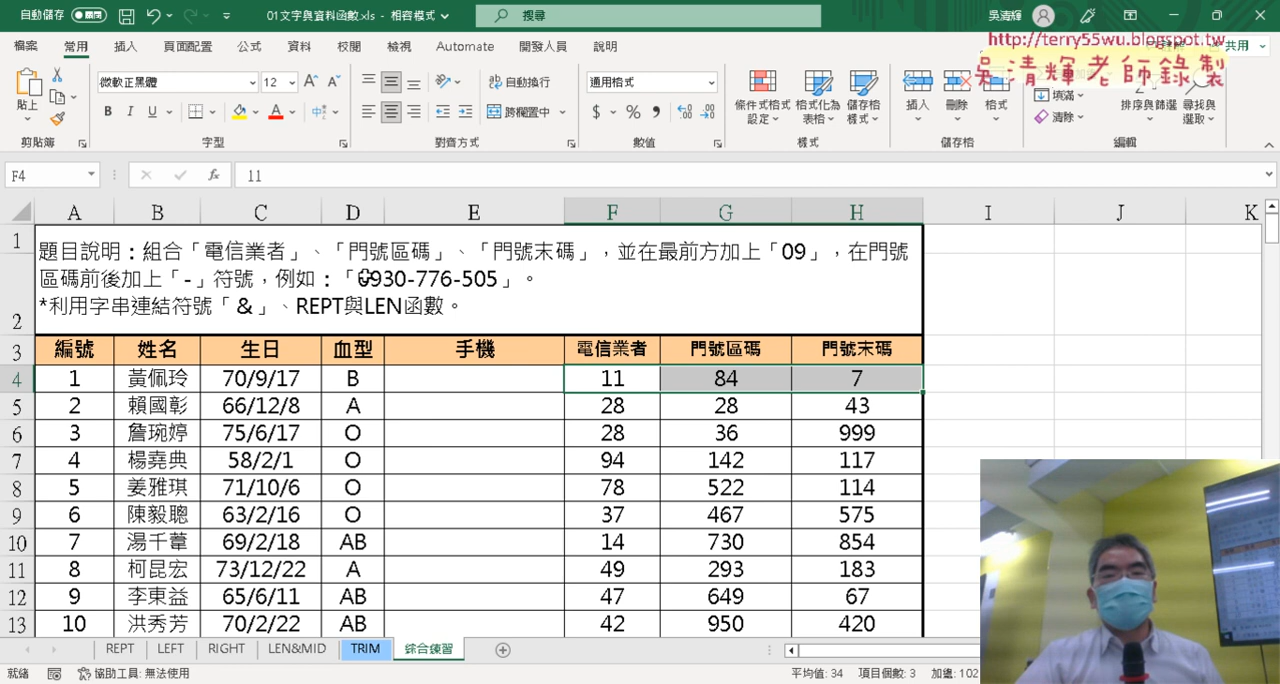 自動儲存 關閉 01文字與資料函數.xls - 相容模式 搜尋 吳清輝
檔案 常用 插入 頁面配置 公式 資料 校閱 檢視 Automate 開發人員 說明 共用
http://terry55wu.blogspot.tw
吳清輝老師錄製
貼上 微軟正黑體 12 自動換行 通用格式 條件式格式設定 格式化為表格 儲存格樣式 插入 刪除 格式 填滿 排序與篩選 尋找與選取
B I U 跨欄置中 $ % 清除
剪貼簿 字型 對齊方式 數值 樣式 儲存格 編輯
F4 fx 11
A B C D E F G H I J K
1 題目說明：組合「電信業者」、「門號區碼」、「門號末碼」，並在最前方加上「09」，在門號
區碼前後加上「-」符號，例如：「0930-776-505」。
2 *利用字串連結符號「&」、REPT與LEN函數。
3 編號 姓名 生日 血型 手機 電信業者 門號區碼 門號末碼
4 1 黃佩玲 70/9/17 B 11 84 7
5 2 賴國彰 66/12/8 A 28 28 43
6 3 詹琬婷 75/6/17 O 28 36 999
7 4 楊堯典 58/2/1 O 94 142 117
8 5 姜雅琪 71/10/6 O 78 522 114
9 6 陳毅聰 63/2/16 O 37 467 575
10 7 湯千葦 69/2/18 AB 14 730 854
11 8 柯昆宏 73/12/22 A 49 293 183
12 9 李東益 65/6/11 AB 47 649 67
13 10 洪秀芳 70/2/22 AB 42 950 420
REPT LEFT RIGHT LEN&MID TRIM 綜合練習
就緒 協助工具: 無法使用 平均值: 34 項目個數: 3 加總: 102